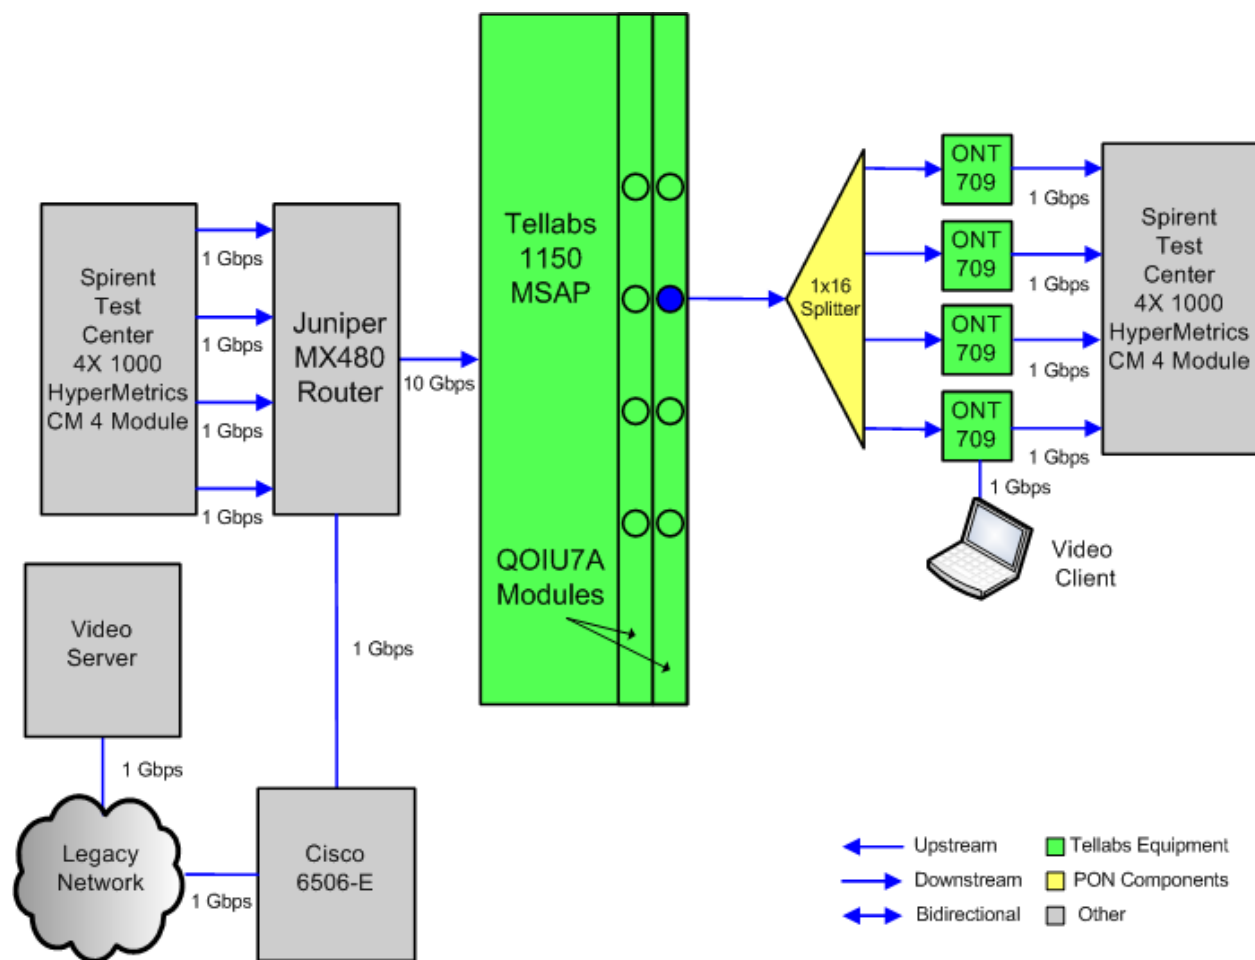 Spirent
Test
Center
4X 1000
HyperMetrics
CM 4 Module
1 Gbps
1 Gbps
1 Gbps
1 Gbps
Juniper
MX480
Router
10 Gbps
Tellabs
1150
MSAP
QOIU7A
Modules
1x16
Splitter
ONT
709
1 Gbps
ONT
709
1 Gbps
ONT
709
1 Gbps
ONT
709
1 Gbps
1 Gbps
Spirent
Test
Center
4X 1000
HyperMetrics
CM 4 Module
Video
Client
Video
Server
1 Gbps
1 Gbps
Legacy
Network
1 Gbps
Cisco
6506-E
Upstream
Downstream
Bidirectional
Tellabs Equipment
PON Components
Other